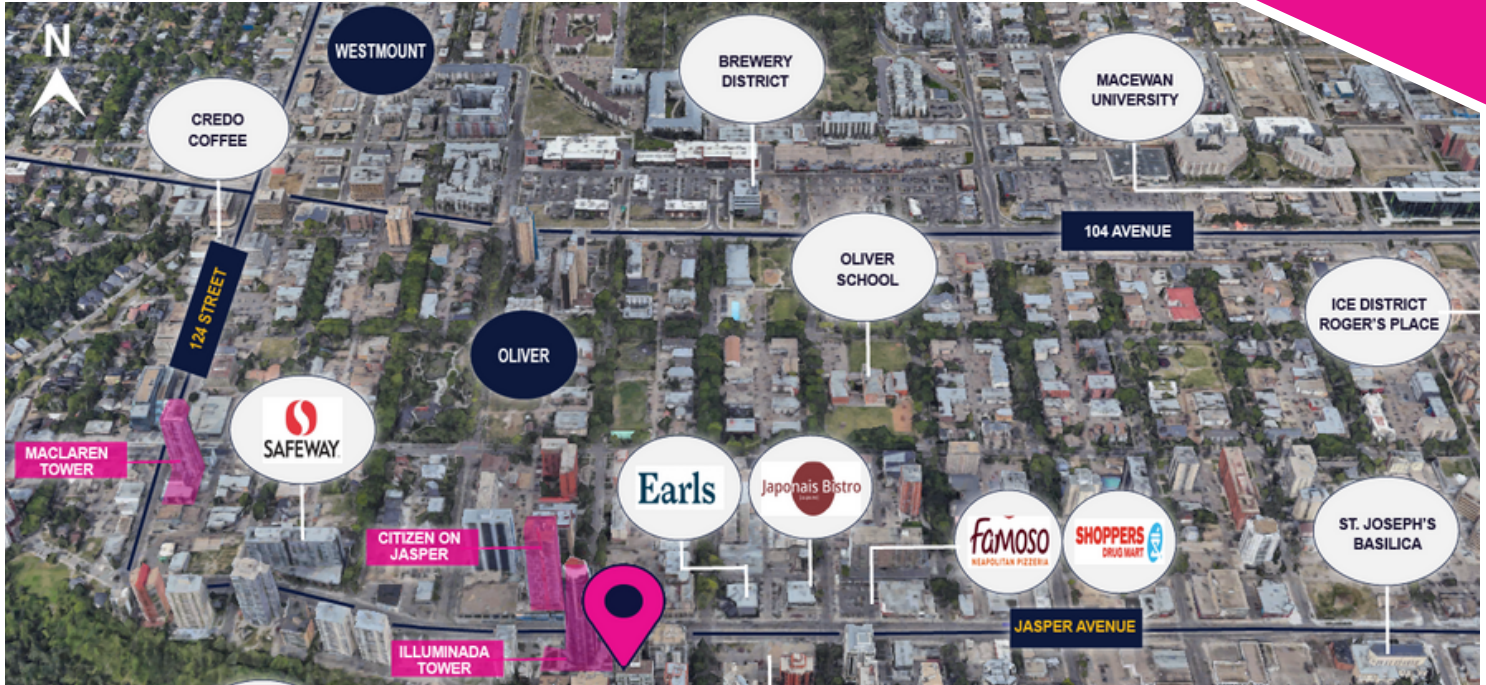 N
WESTMOUNT
BREWERY
DISTRICT
MACEWAN
UNIVERSITY
CREDO
COFFEE
104 AVENUE
OLIVER
SCHOOL
124 STREET
ICE DISTRICT
ROGER'S PLACE
OLIVER
SAFEWAY
MACLAREN
TOWER
Earls
Japonais Bistro
CITIZEN ON
JASPER
Famoso
NEAPOLITAN PIZZERIA
SHOPPERS
DRUG MART
ST. JOSEPH'S
BASILICA
JASPER AVENUE
ILLUMINADA
TOWER